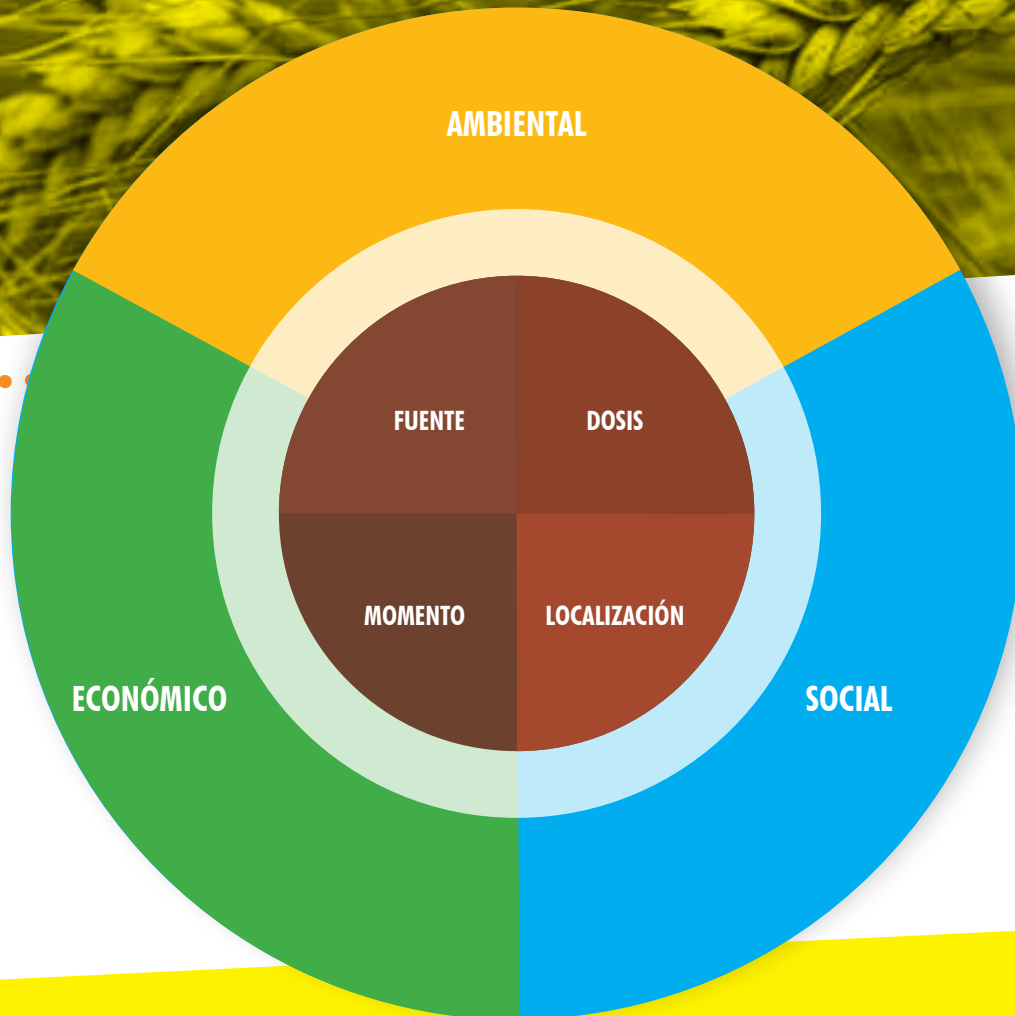 AMBIENTAL
FUENTE
DOSIS
MOMENTO
LOCALIZACIÓN
ECONÓMICO
SOCIAL